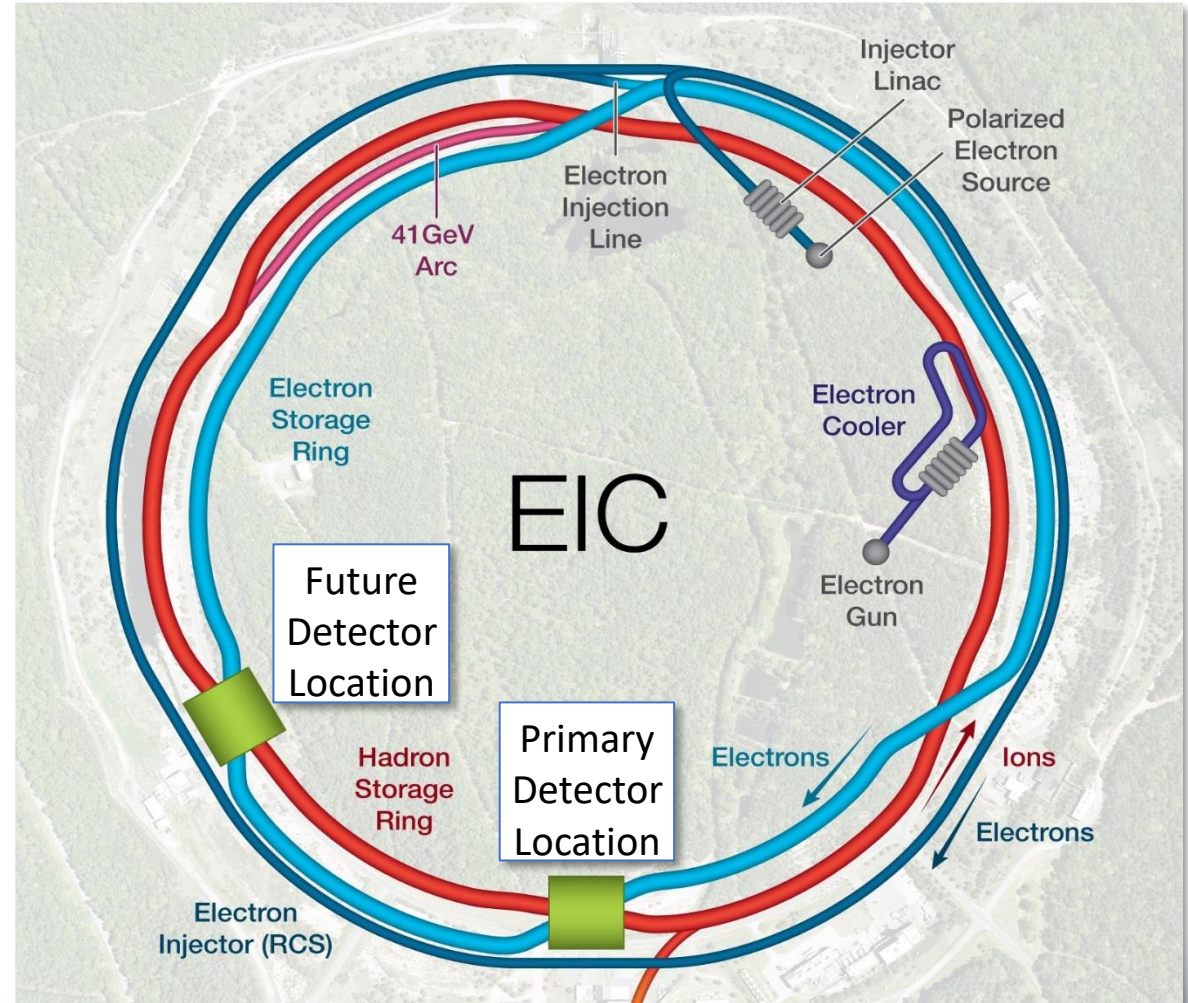 Injector
Linac
Polarized
Electron
Source
Electron
Injection
Line
41GeV
Arc
Electron
Storage
Ring
Electron
Cooler
EIC
Electron
Gun
Future
Detector
Location
Primary
Detector
Location
Hadron
Storage
Ring
Electrons
Ions
Electrons
Electron
Injector (RCS)